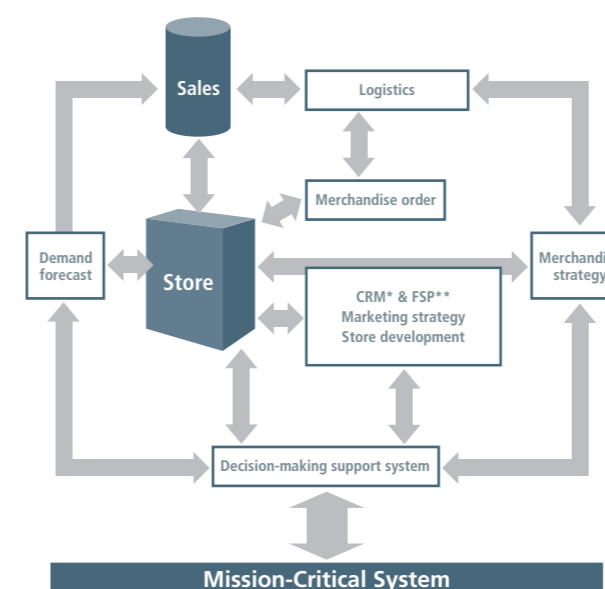 Sales
Logistics
Merchandise order
Demand
forecast
Store
strategy
CRM* & FSP**
Marketing strategy
Store development
Decision-making support system
Mission-Critical System